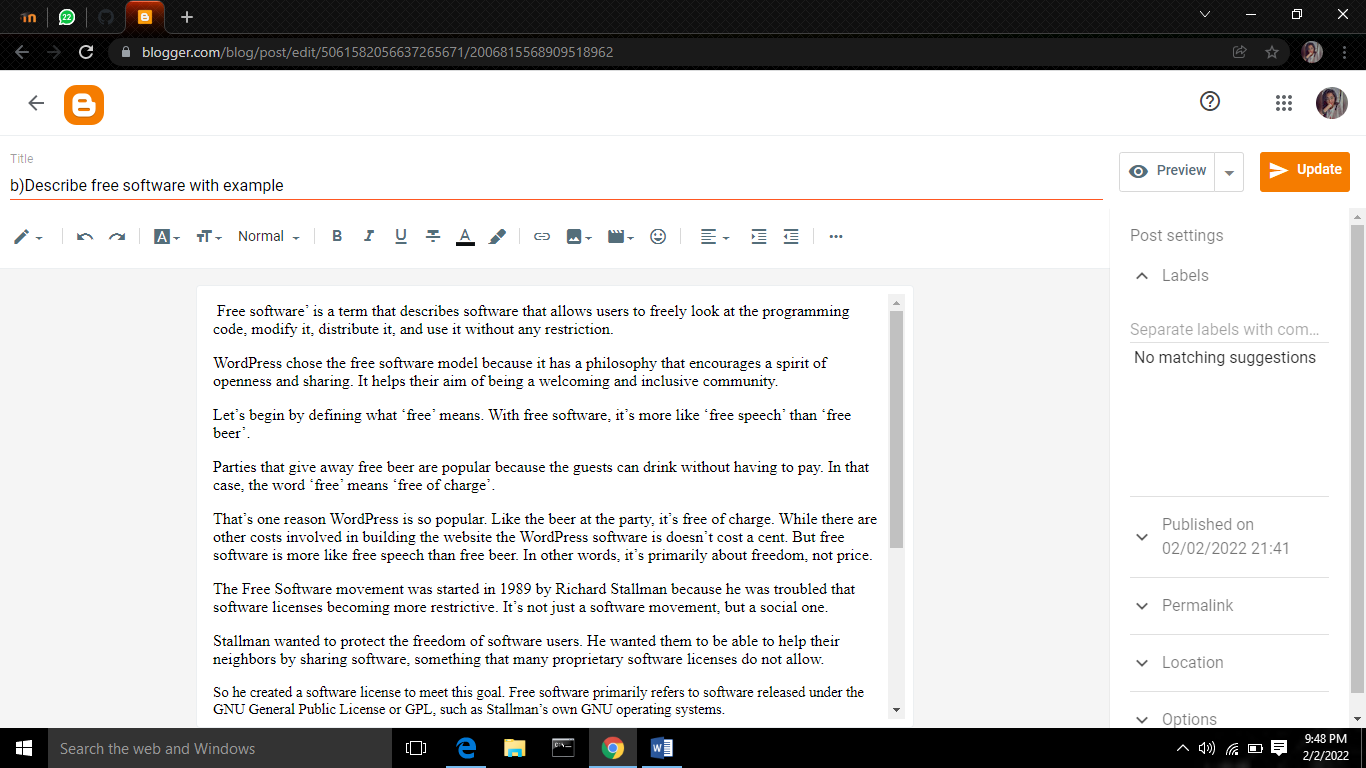 22
blogger.com/blog/post/edit/5061582056637265671/2006815568909518962
Title
b)Describe free software with example
Preview
Update
Normal
B I U A
Free software’ is a term that describes software that allows users to freely look at the programming
code, modify it, distribute it, and use it without any restriction.
WordPress chose the free software model because it has a philosophy that encourages a spirit of
openness and sharing. It helps their aim of being a welcoming and inclusive community.
Let’s begin by defining what ‘free’ means. With free software, it’s more like ‘free speech’ than ‘free
beer’.
Parties that give away free beer are popular because the guests can drink without having to pay. In that
case, the word ‘free’ means ‘free of charge’.
That’s one reason WordPress is so popular. Like the beer at the party, it’s free of charge. While there are
other costs involved in building the website the WordPress software is doesn’t cost a cent. But free
software is more like free speech than free beer. In other words, it’s primarily about freedom, not price.
The Free Software movement was started in 1989 by Richard Stallman because he was troubled that
software licenses becoming more restrictive. It’s not just a software movement, but a social one.
Stallman wanted to protect the freedom of software users. He wanted them to be able to help their
neighbors by sharing software, something that many proprietary software licenses do not allow.
So he created a software license to meet this goal. Free software primarily refers to software released under the
GNU General Public License or GPL, such as Stallman’s own GNU operating systems.
Post settings
Labels
Separate labels with com...
No matching suggestions
Published on
02/02/2022 21:41
Permalink
Location
Options
Search the web and Windows
9:48 PM
2/2/2022